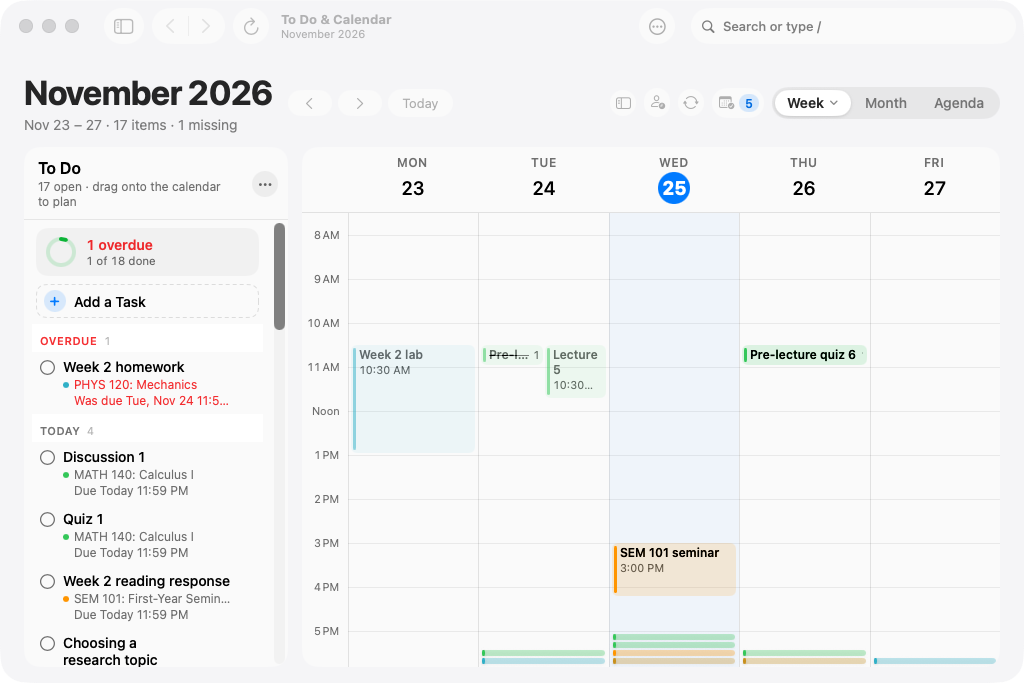 To Do & Calendar
November 2026
Search or type /
November 2026
Nov 23 – 27 · 17 items · 1 missing
Today
5
Week
Month
Agenda
To Do
17 open · drag onto the calendar
to plan
1 overdue
1 of 18 done
Add a Task
OVERDUE 1
Week 2 homework
PHYS 120: Mechanics
Was due Tue, Nov 24 11:5...
TODAY 4
Discussion 1
MATH 140: Calculus I
Due Today 11:59 PM
Quiz 1
MATH 140: Calculus I
Due Today 11:59 PM
Week 2 reading response
SEM 101: First-Year Semin...
Due Today 11:59 PM
Choosing a
research topic
MON
23
TUE
24
WED
25
THU
26
FRI
27
8 AM
9 AM
10 AM
11 AM
Noon
1 PM
2 PM
3 PM
4 PM
5 PM
Week 2 lab
10:30 AM
Pre-l... 1
Lecture
5
10:30...
Pre-lecture quiz 6
SEM 101 seminar
3:00 PM